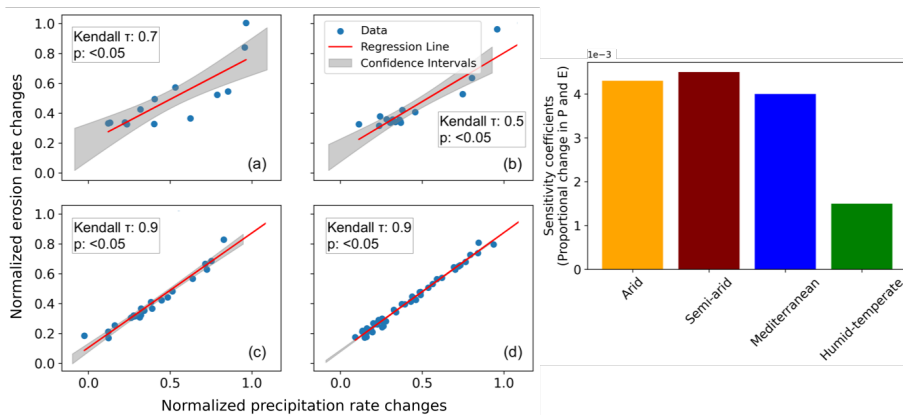 Normalized erosion rate changes
1.0
0.8
0.6
0.4
0.2
0.0
Kendall τ: 0.7
p: <0.05
(a)
Data
Regression Line
Confidence Intervals
Kendall τ: 0.5
p: <0.05
(b)
1.0
0.8
0.6
0.4
0.2
0.0
Kendall τ: 0.9
p: <0.05
(c)
Kendall τ: 0.9
p: <0.05
(d)
0.0 0.5 1.0
0.0 0.5 1.0
Normalized precipitation rate changes
1e−3
Sensitivity coefficients
(Proportional change in P and E)
4
3
2
1
0
Arid
Semi-arid
Mediterranean
Humid-temperate